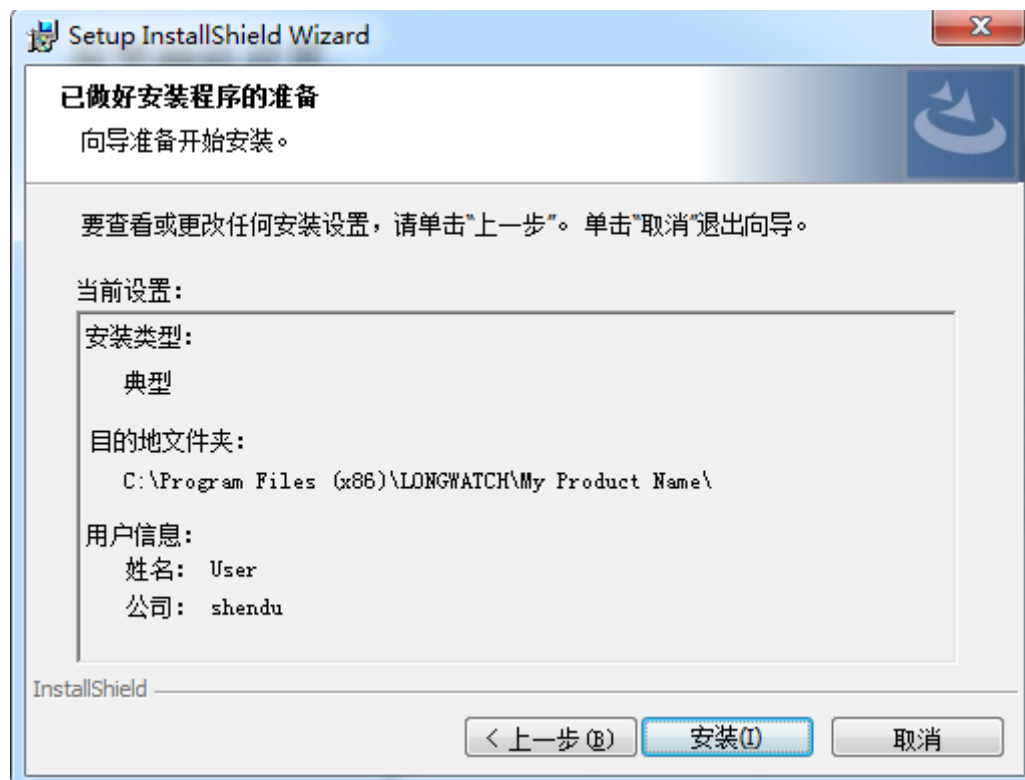 Setup InstallShield Wizard
已做好安装程序的准备
向导准备开始安装。
要查看或更改任何安装设置，请单击“上一步”。 单击“取消”退出向导。
当前设置：
安装类型：
典型
目的地文件夹：
C:\Program Files (x86)\LONGWATCH\My Product Name\
用户信息：
姓名： User
公司： shendu
InstallShield
< 上一步(B) 安装(I) 取消